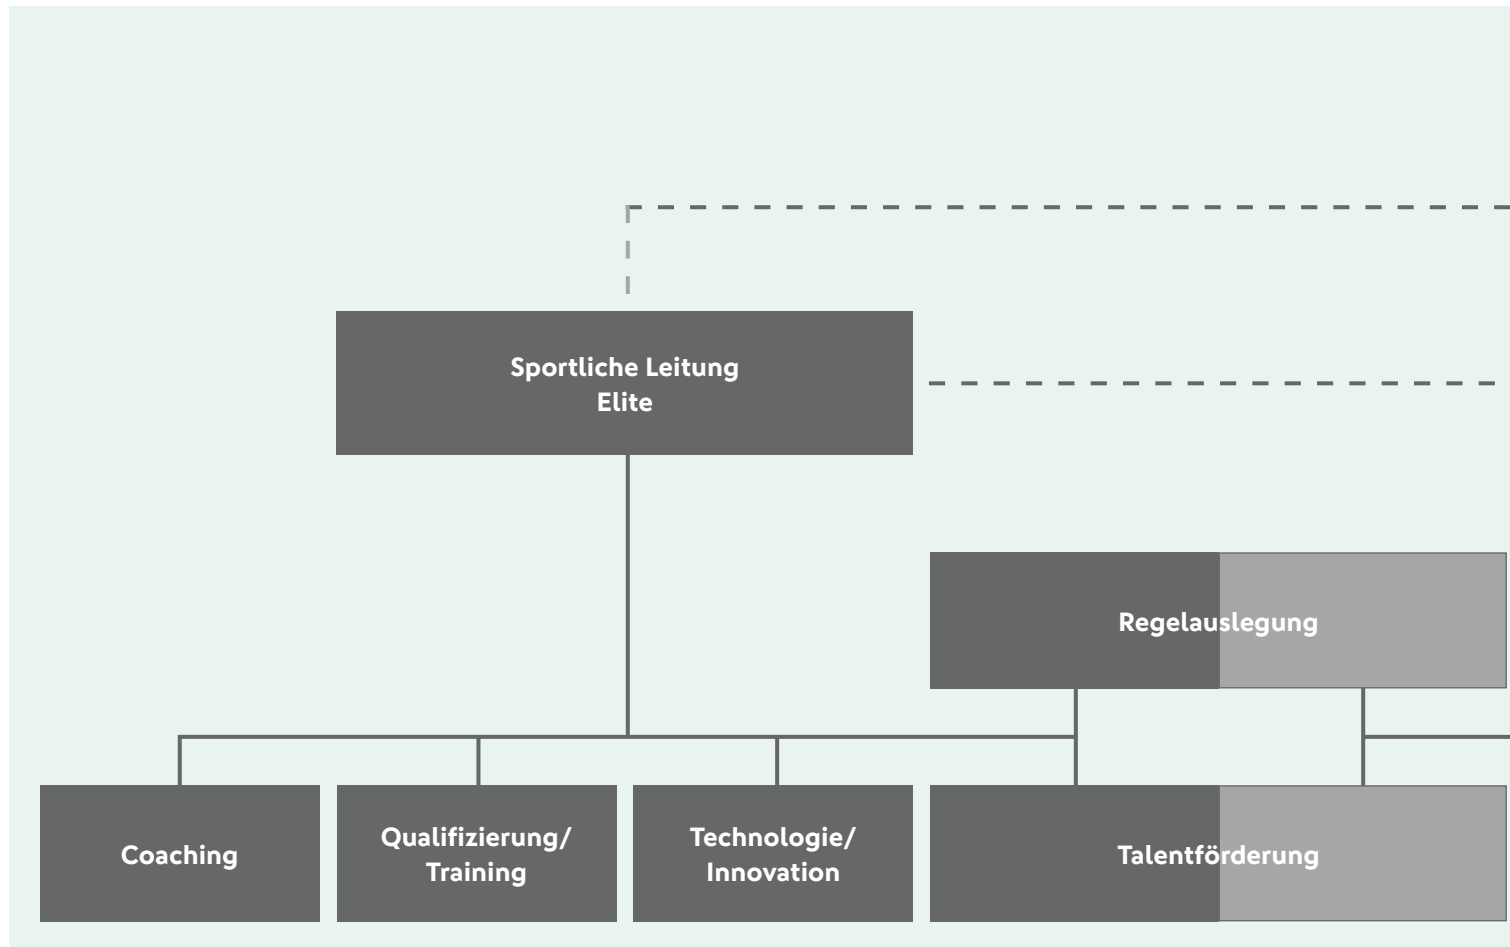 Sportliche Leitung
Elite
Regelauslegung
Coaching
Qualifizierung/
Training
Technologie/
Innovation
Talentförderung